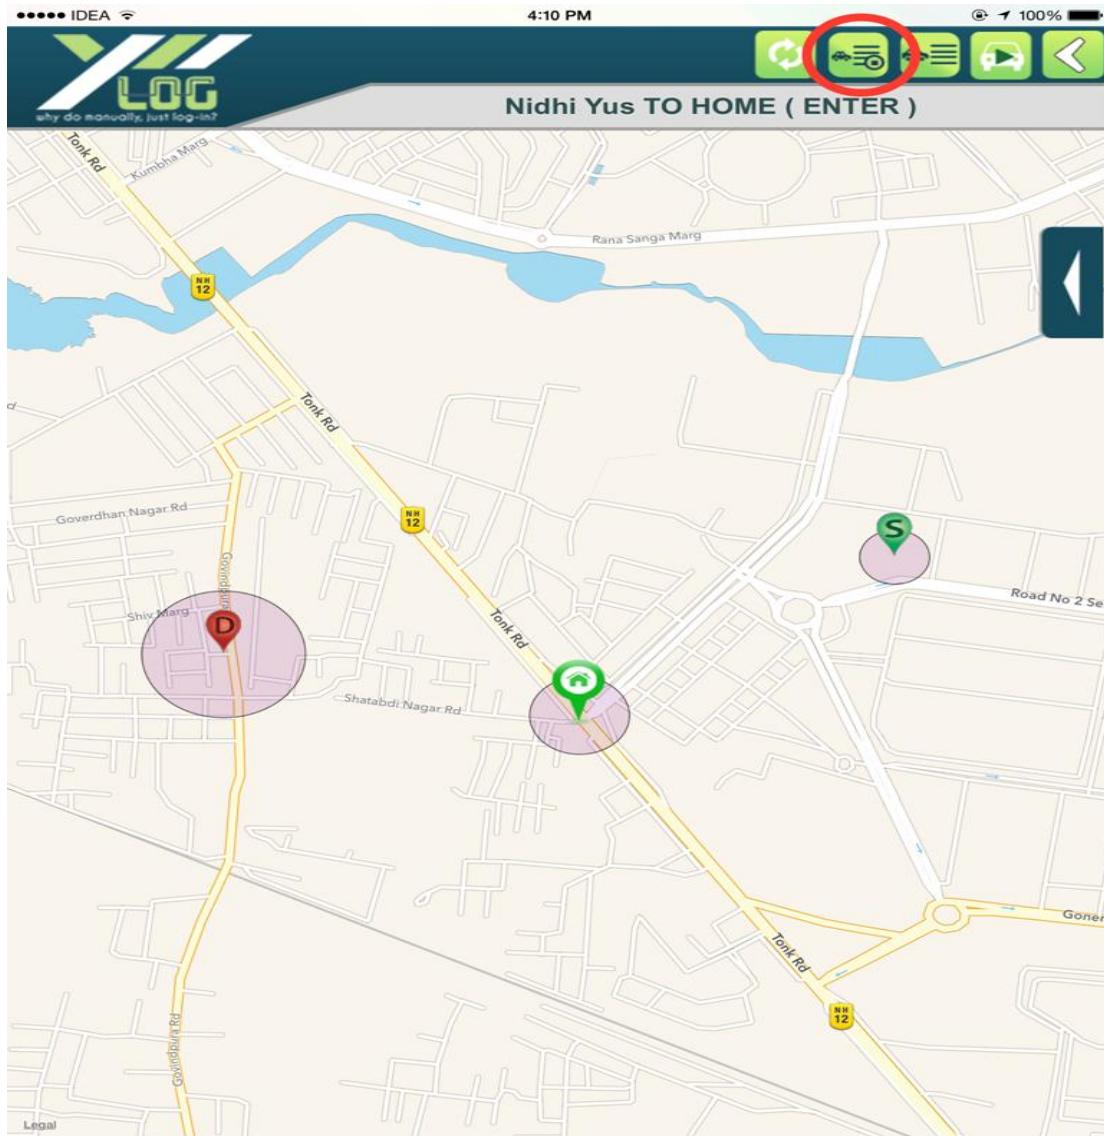 IDEA 4:10 PM 100%
YW LOG
why do manually, just log-in?
Nidhi Yus TO HOME ( ENTER )
Tonk Rd
Kumbha Marg
Rana Sanga Marg
NH 12
Tonk Rd
Goverdhan Nagar Rd
NH 12
S
Govindpura
Road No 2 Se
Shiv Marg
D
Tonk Rd
Shatabdi Nagar Rd
Goner
Tonk Rd
NH 12
Govindpura Rd
Legal